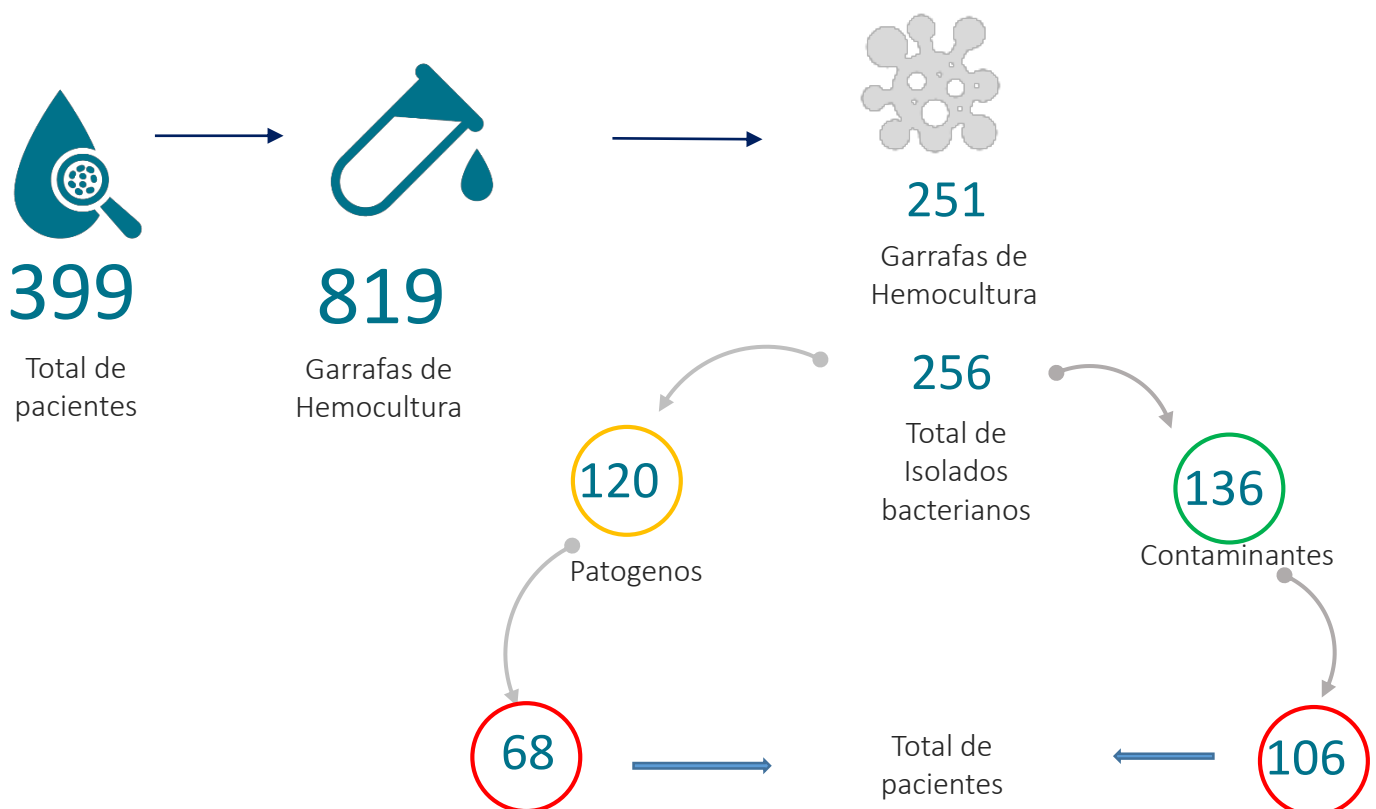 399
Total de
pacientes
819
Garrafas de
Hemocultura
251
Garrafas de
Hemocultura
256
Total de
Isolados
bacterianos
120
Patogenos
136
Contaminantes
68
Total de
pacientes
106